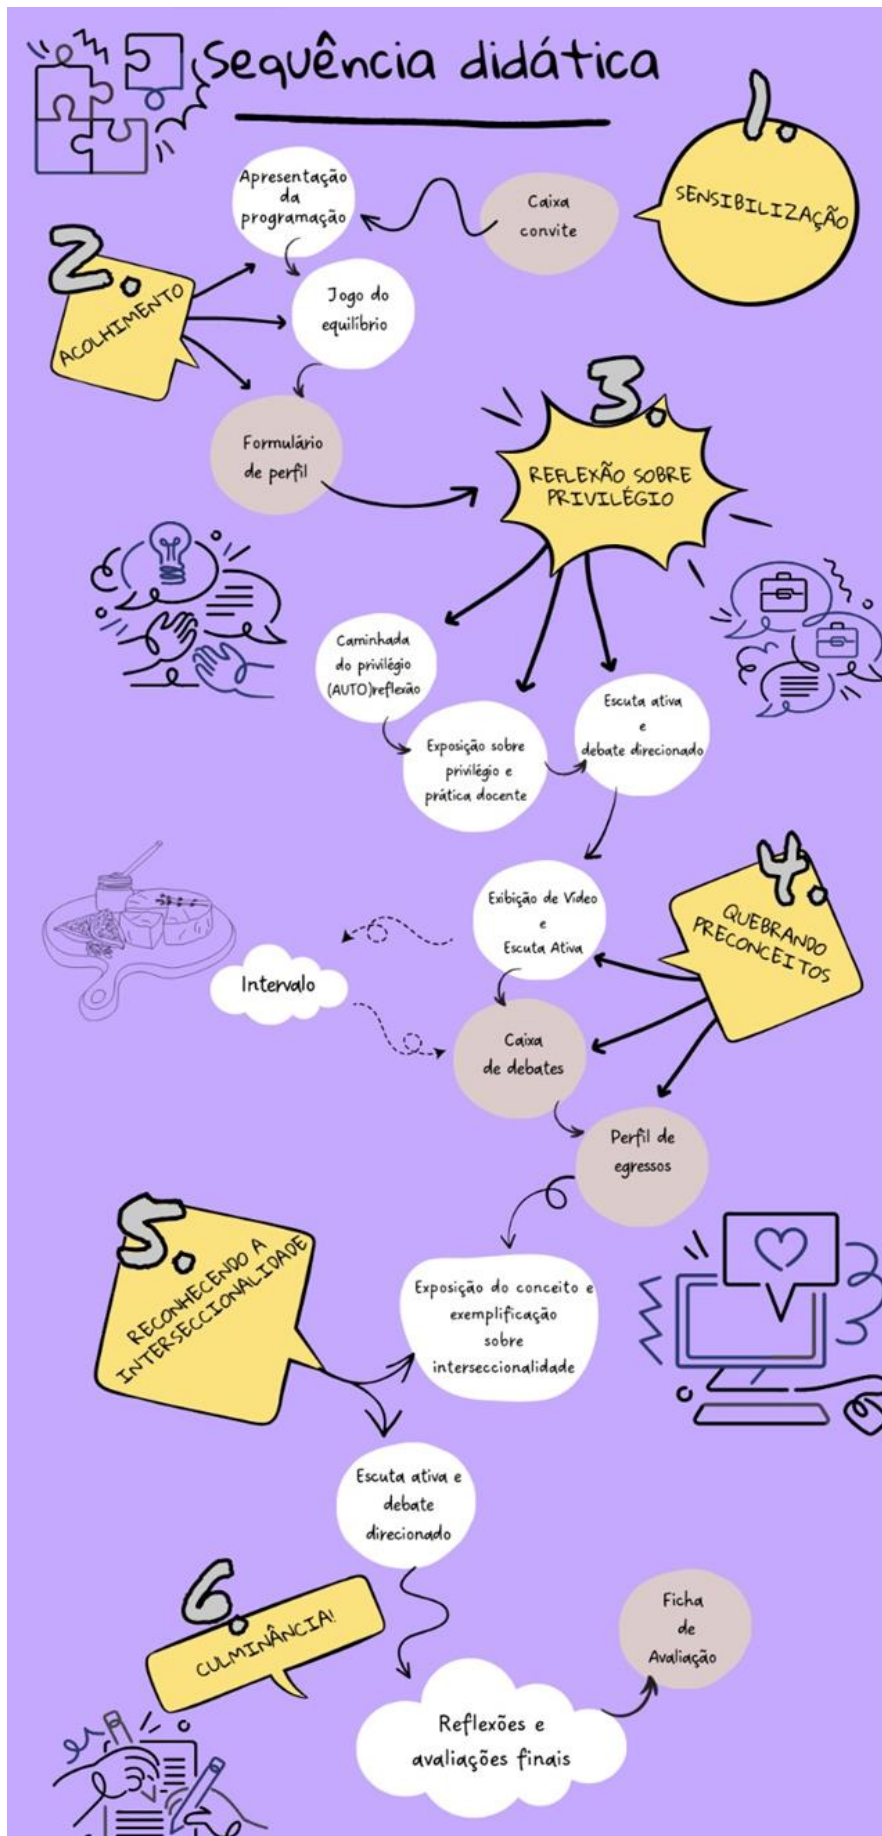 Sequência didática
1.
SENSIBILIZAÇÃO
Caixa
convite
Apresentação
da
programação
2.
ACOLHIMENTO
Jogo do
equilíbrio
Formulário
de perfil
3.
REFLEXÃO SOBRE
PRIVILÉGIO
Caminhada
do privilégio
(AUTO)reflexão
Exposição sobre
privilégio e
prática docente
Escuta ativa
e
debate direcionado
4.
QUEBRANDO
PRECONCEITOS
Exibição de Vídeo
e
Escuta Ativa
Intervalo
Caixa
de debates
Perfil de
egressos
5.
RECONHECENDO A
INTERSECCIONALIDADE
Exposição do conceito e
exemplificação
sobre
interseccionalidade
Escuta ativa e
debate
direcionado
6.
CULMINÂNCIA!
Reflexões e
avaliações finais
Ficha
de
Avaliação